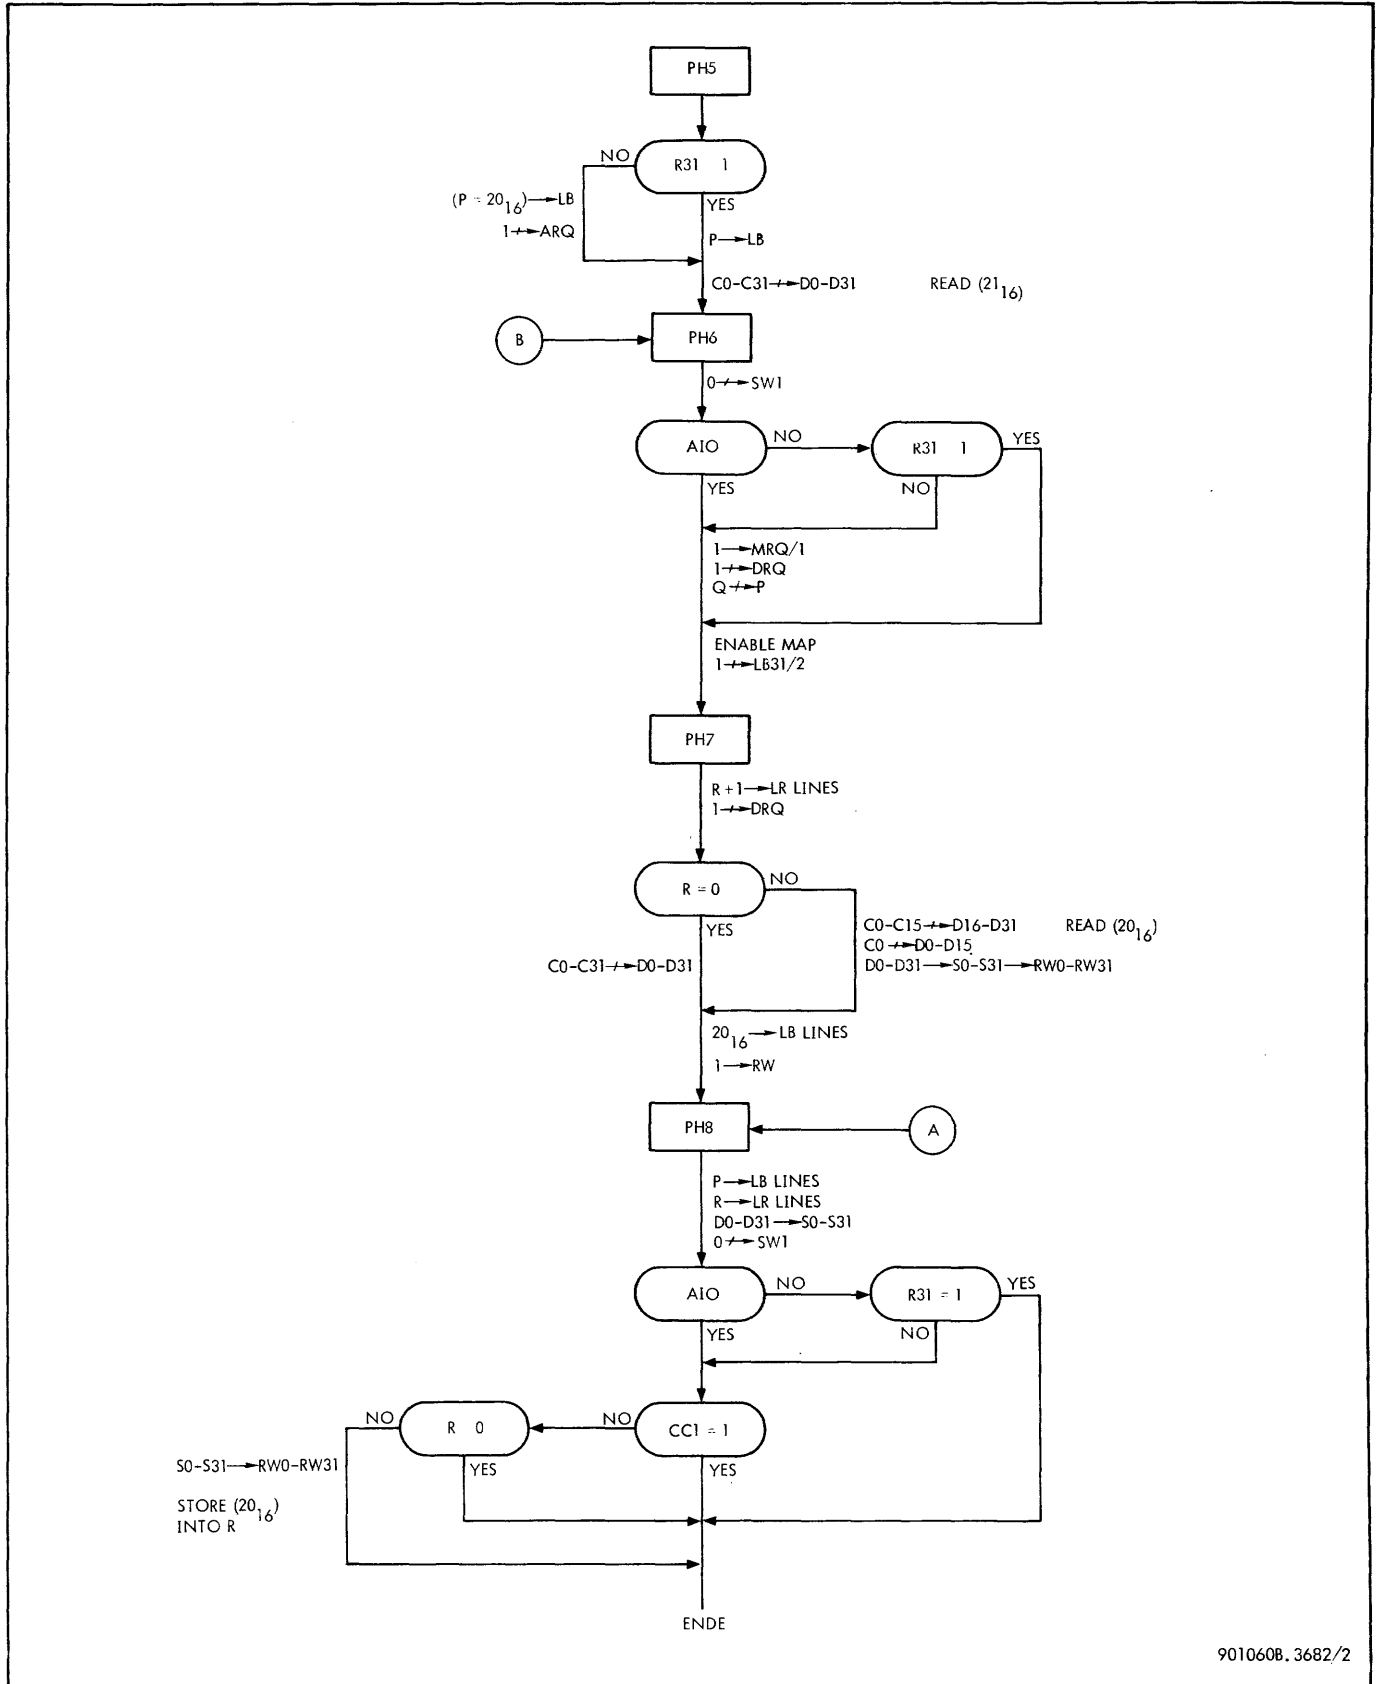 PH5
NO
R31 1
(P = 20₁₆)→LB
1⇸ARQ
YES
P→LB
C0-C31⇸D0-D31 READ (21₁₆)
B
PH6
0⇸SW1
AIO
NO
R31 1
YES
YES
NO
1→MRQ/1
1⇸DRQ
Q⇸P
ENABLE MAP
1⇸LB31/2
PH7
R+1→LR LINES
1⇸DRQ
R = 0
NO
YES
C0-C15⇸D16-D31 READ (20₁₆)
C0⇸D0-D15
D0-D31→S0-S31→RW0-RW31
C0-C31⇸D0-D31
20₁₆→LB LINES
1→RW
PH8
A
P→LB LINES
R→LR LINES
D0-D31→S0-S31
0⇸SW1
AIO
NO
R31 = 1
YES
YES
NO
NO
R 0
NO
CC1 = 1
YES
YES
S0-S31→RW0-RW31
STORE (20₁₆)
INTO R
ENDE
901060B.3682/2